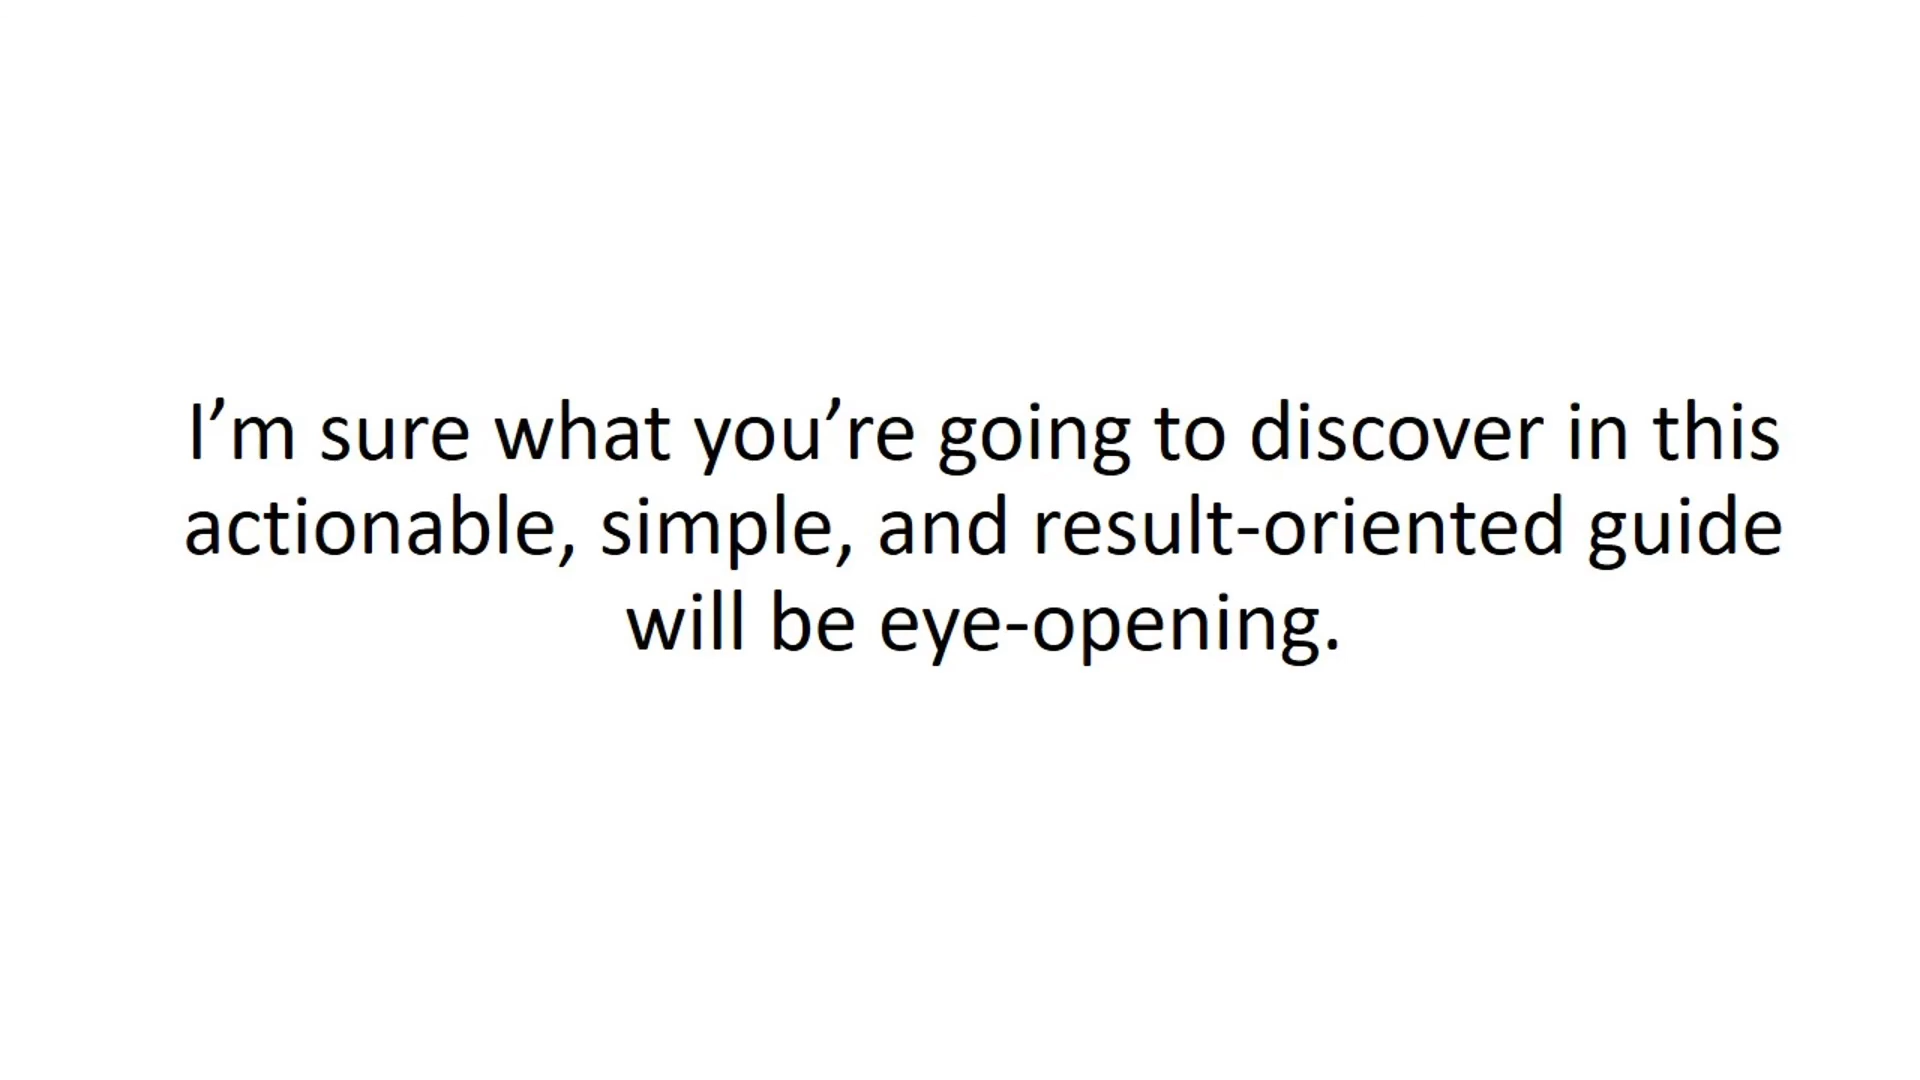 I’m sure what you’re going to discover in this
actionable, simple, and result-oriented guide
will be eye-opening.